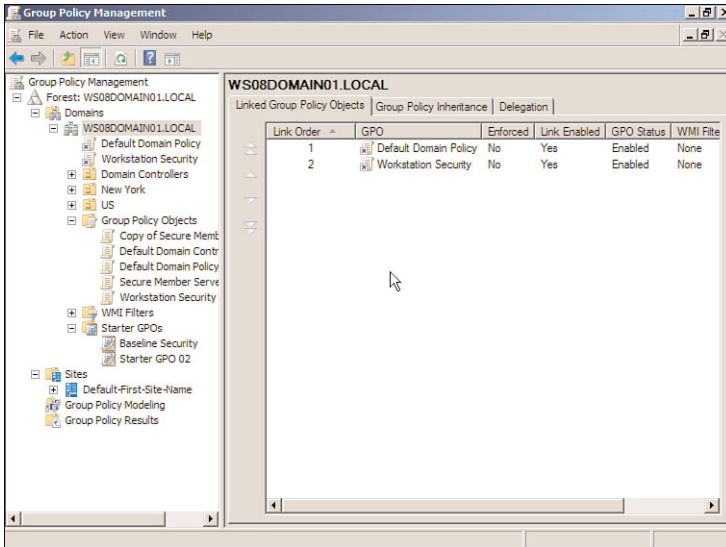 Group Policy Management
File Action View Window Help
Group Policy Management
Forest: WS08DOMAIN01.LOCAL
Domains
WS08DOMAIN01.LOCAL
Default Domain Policy
Workstation Security
Domain Controllers
New York
US
Group Policy Objects
Copy of Secure Memb
Default Domain Contr
Default Domain Policy
Secure Member Serve
Workstation Security
WMI Filters
Starter GPOs
Baseline Security
Starter GPO 02
Sites
Default-First-Site-Name
Group Policy Modeling
Group Policy Results
WS08DOMAIN01.LOCAL
Linked Group Policy Objects Group Policy Inheritance Delegation
Link Order GPO Enforced Link Enabled GPO Status WMI Filte
1 Default Domain Policy No Yes Enabled None
2 Workstation Security No Yes Enabled None